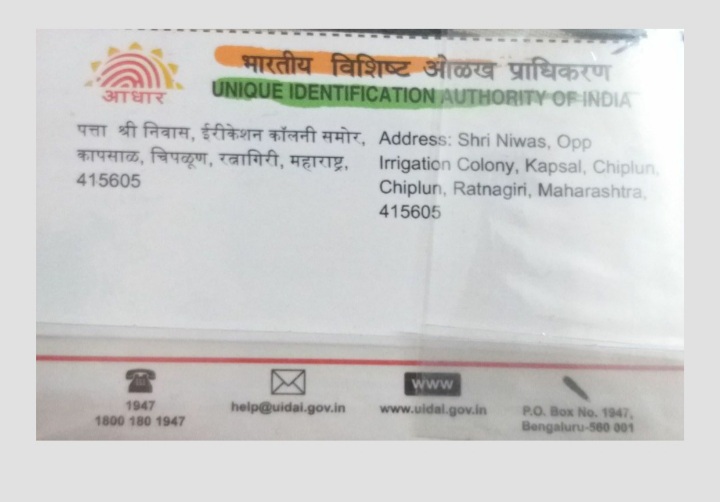 भारतीय विशिष्ट ओळख प्राधिकरण
आधार
UNIQUE IDENTIFICATION AUTHORITY OF INDIA
पत्ता श्री निवास, ईरीकेशन कॉलनी समोर,
कापसाळ, चिपळूण, रत्नागिरी, महाराष्ट्र,
415605
Address: Shri Niwas, Opp
Irrigation Colony, Kapsal, Chiplun,
Chiplun, Ratnagiri, Maharashtra,
415605
1947
1800 180 1947
help@uidai.gov.in
WWW
www.uidai.gov.in
P.O. Box No. 1947,
Bengaluru-560 001